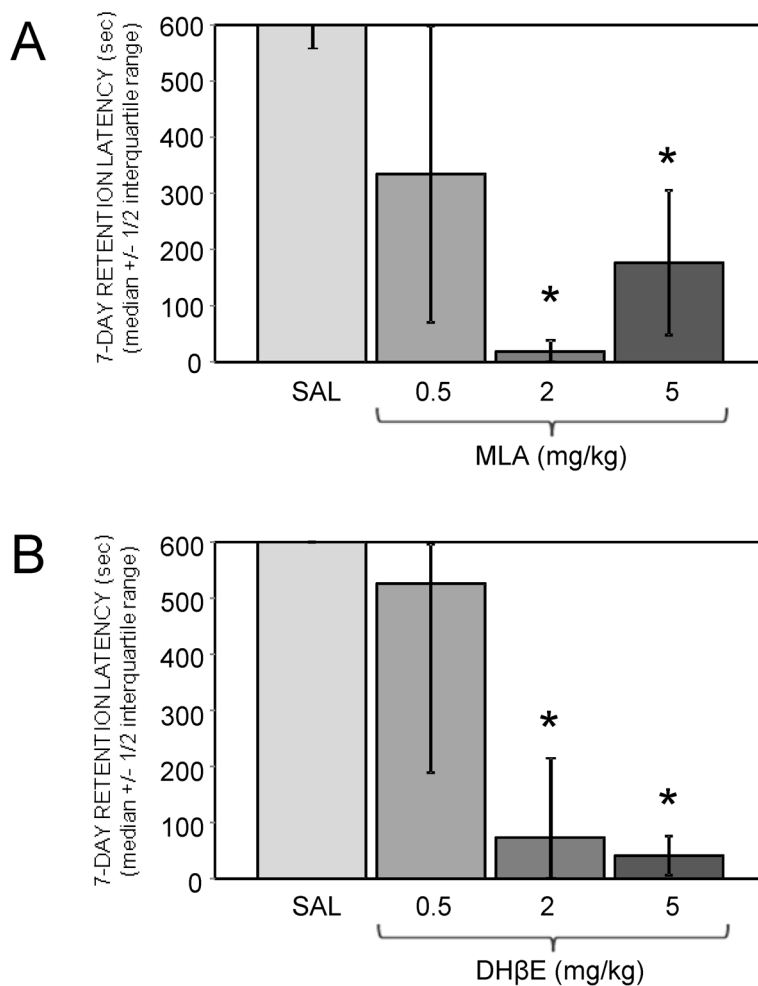 A
7-DAY RETENTION LATENCY (sec)
(median +/- 1/2 interquartile range)
600
500
400
300
200
100
0
*
*
SAL
0.5
2
5
MLA (mg/kg)
B
7-DAY RETENTION LATENCY (sec)
(median +/- 1/2 interquartile range)
600
500
400
300
200
100
0
*
*
SAL
0.5
2
5
DHβE (mg/kg)